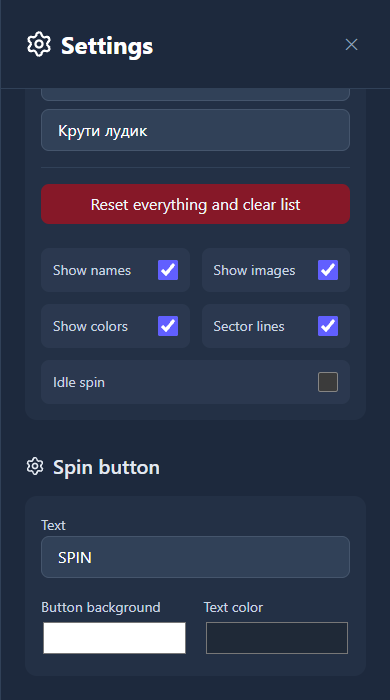 Settings
Крути лудик
Reset everything and clear list
Show names
Show images
Show colors
Sector lines
Idle spin
Spin button
Text
SPIN
Button background
Text color